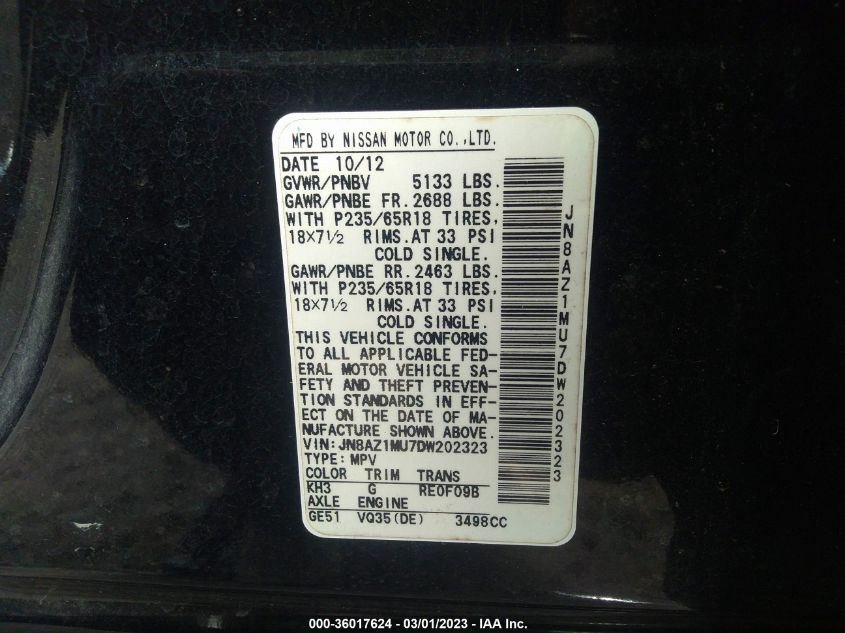 MFD BY NISSAN MOTOR CO.,LTD.
DATE 10/12
GVWR/PNBV 5133 LBS.
GAWR/PNBE FR.2688 LBS.
WITH P235/65R18 TIRES,
18×7½ RIMS.AT 33 PSI
COLD SINGLE.
GAWR/PNBE RR.2463 LBS.
WITH P235/65R18 TIRES,
18×7½ RIMS.AT 33 PSI
COLD SINGLE.
THIS VEHICLE CONFORMS
TO ALL APPLICABLE FED-
ERAL MOTOR VEHICLE SA-
FETY AND THEFT PREVEN-
TION STANDARDS IN EFF-
ECT ON THE DATE OF MA-
NUFACTURE SHOWN ABOVE.
VIN:JN8AZ1MU7DW202323
TYPE:MPV
COLOR TRIM TRANS
KH3 G RE0F09B
AXLE ENGINE
GE51 VQ35(DE) 3498CC
JN8AZ1MU7DW202323
000-36017624 - 03/01/2023 - IAA Inc.